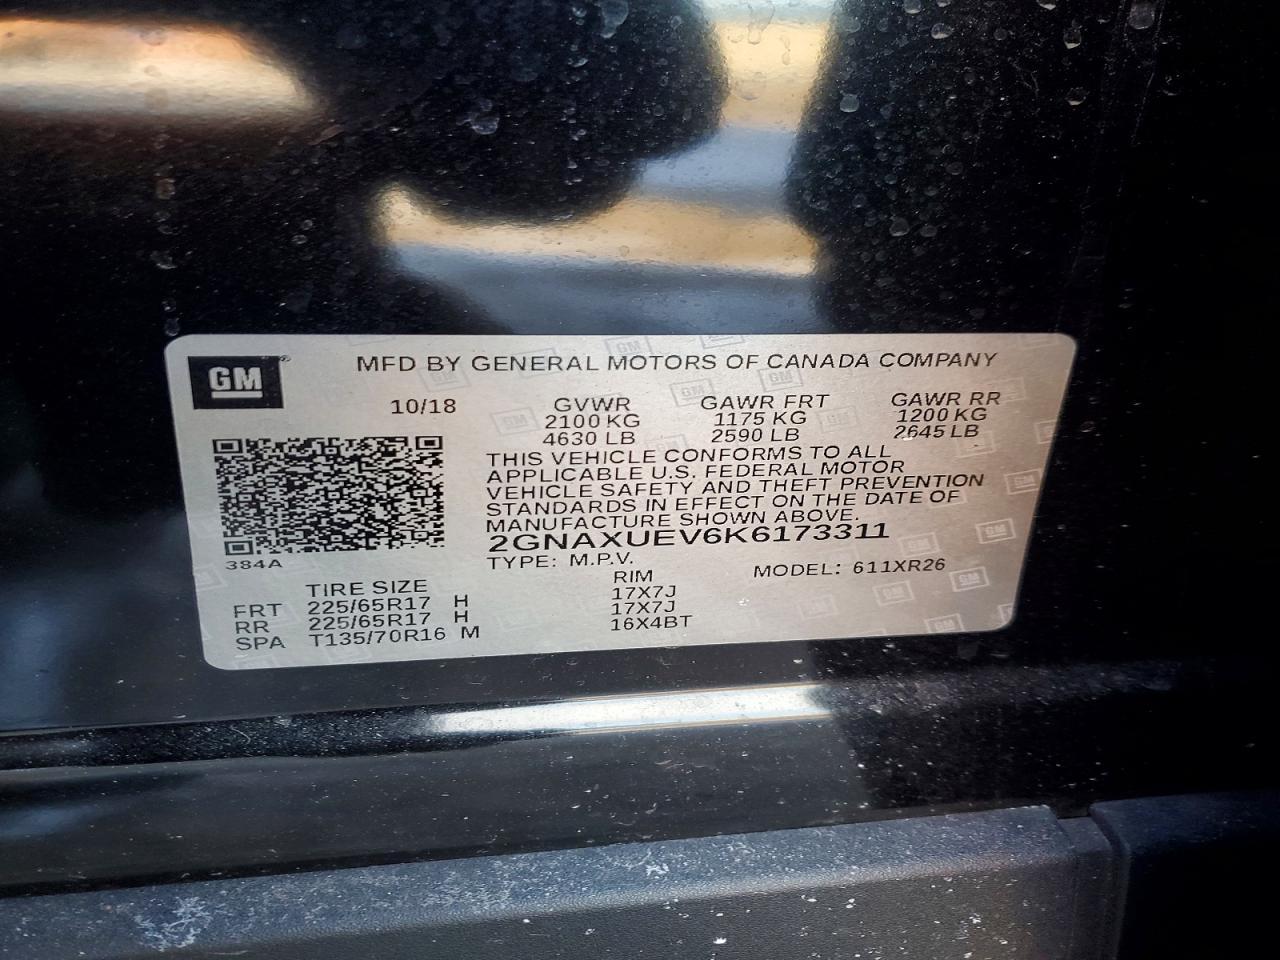 GM
MFD BY GENERAL MOTORS OF CANADA COMPANY
10/18 GVWR GAWR FRT GAWR RR
2100 KG 1175 KG 1200 KG
4630 LB 2590 LB 2645 LB
THIS VEHICLE CONFORMS TO ALL
APPLICABLE U.S. FEDERAL MOTOR
VEHICLE SAFETY AND THEFT PREVENTION
STANDARDS IN EFFECT ON THE DATE OF
MANUFACTURE SHOWN ABOVE.
2GNAXUEV6K6173311
384A
TYPE: M.P.V. MODEL: 611XR26
TIRE SIZE RIM
FRT 225/65R17 H 17X7J
RR 225/65R17 H 17X7J
SPA T135/70R16 M 16X4BT